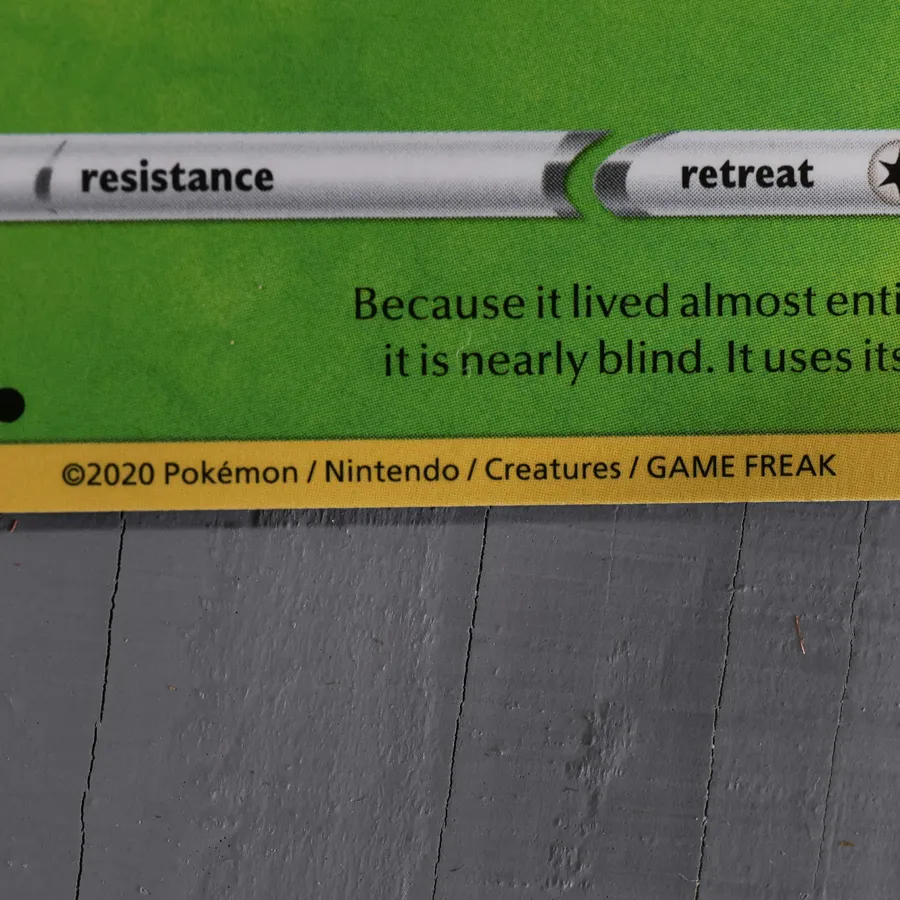 resistance retreat
Because it lived almost enti
it is nearly blind. It uses its
©2020 Pokémon / Nintendo / Creatures / GAME FREAK